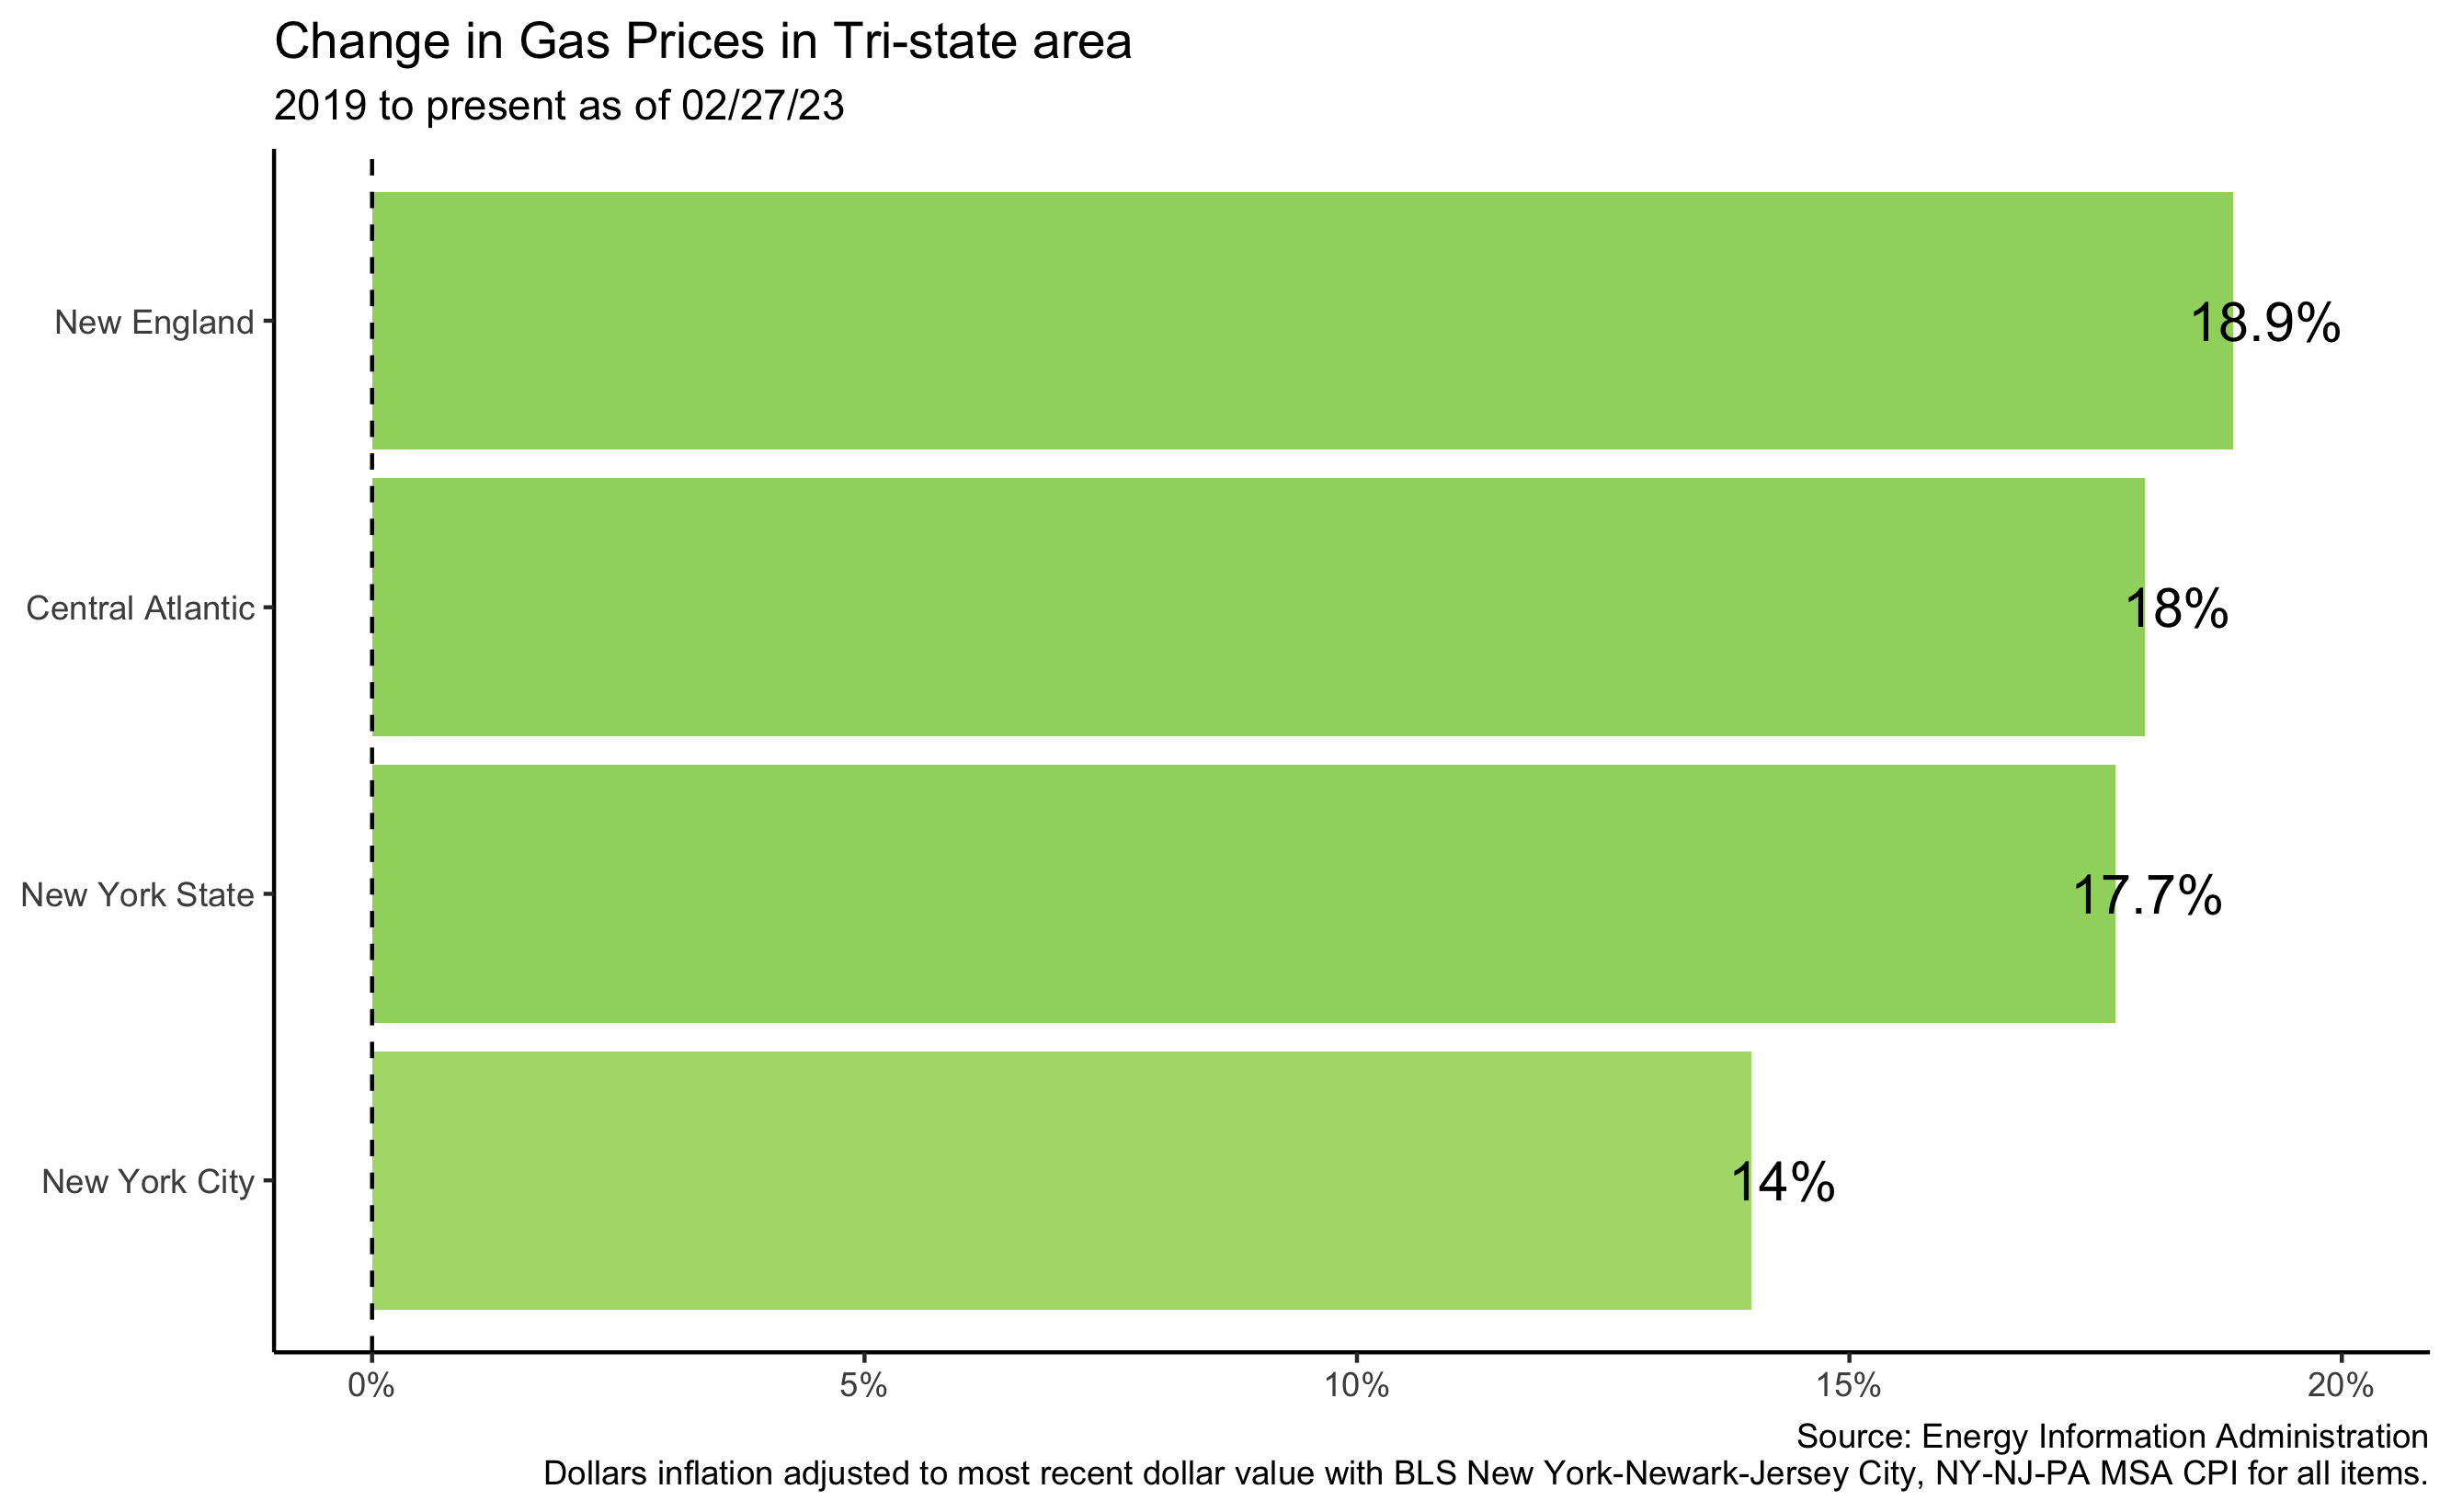 Change in Gas Prices in Tri-state area
2019 to present as of 02/27/23
New England
18.9%
Central Atlantic
18%
New York State
17.7%
New York City
14%
0%
5%
10%
15%
20%
Source: Energy Information Administration
Dollars inflation adjusted to most recent dollar value with BLS New York-Newark-Jersey City, NY-NJ-PA MSA CPI for all items.